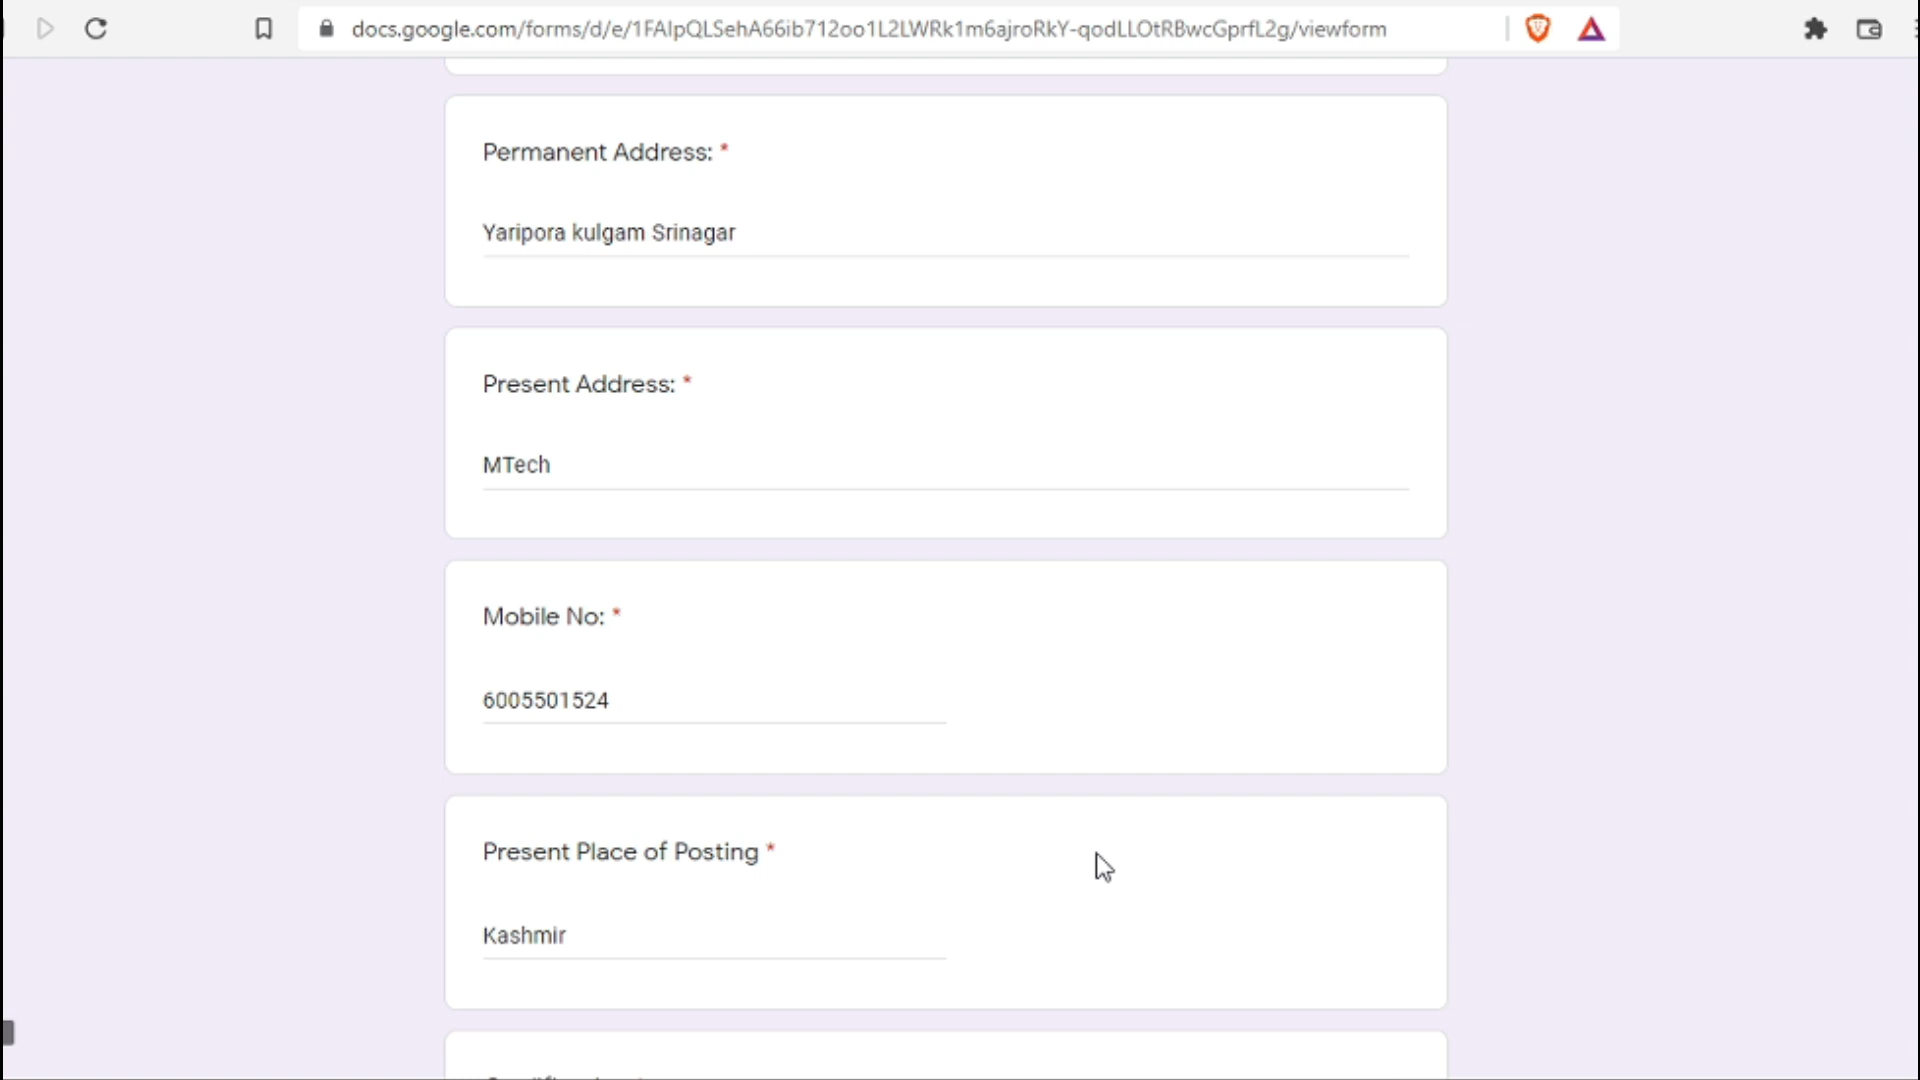 docs.google.com/forms/d/e/1FAIpQLSehA66ib712oo1L2LWRk1m6ajroRkY-qodLLOtRBwcGprfL2g/viewform
Permanent Address: *
Yaripora kulgam Srinagar
Present Address: *
MTech
Mobile No: *
6005501524
Present Place of Posting *
Kashmir